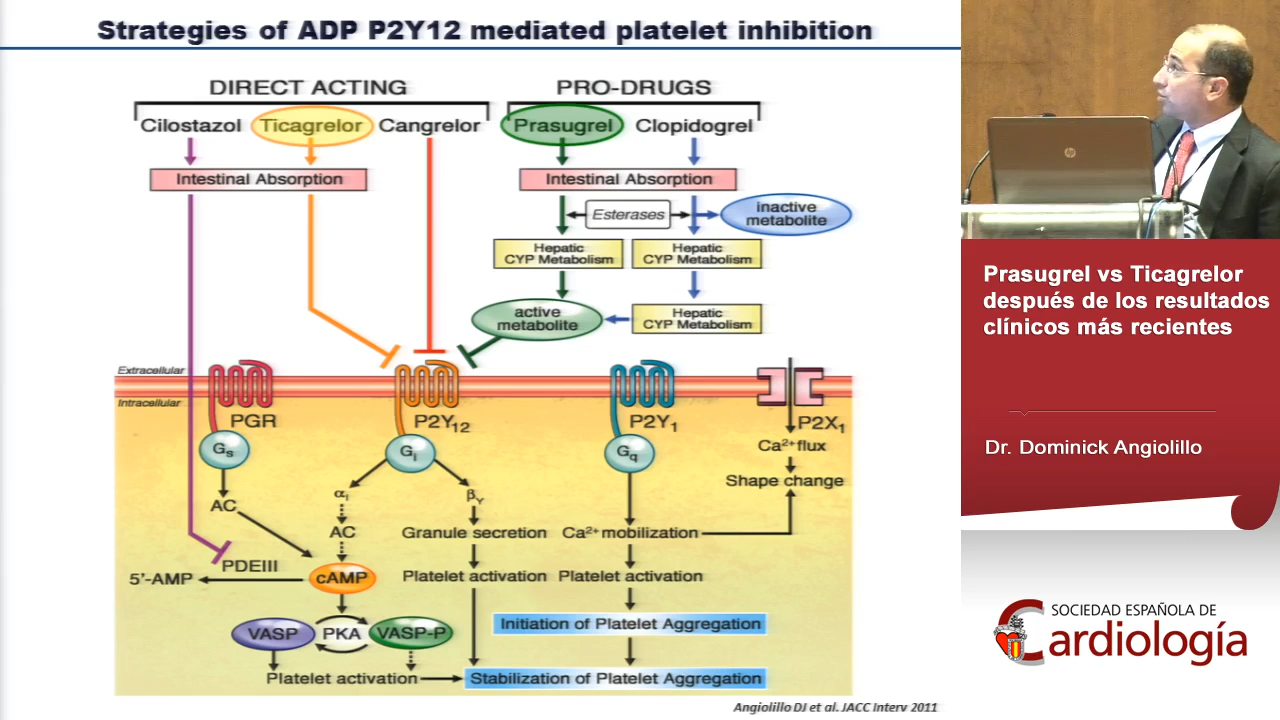 Strategies of ADP P2Y12 mediated platelet inhibition
DIRECT ACTING
PRO-DRUGS
Cilostazol
Ticagrelor
Cangrelor
Prasugrel
Clopidogrel
Intestinal Absorption
Intestinal Absorption
Esterases
inactive
metabolite
Hepatic
CYP Metabolism
Hepatic
CYP Metabolism
active
metabolite
Hepatic
CYP Metabolism
Extracellular
Intracellular
PGR
P2Y12
P2Y1
P2X1
Gs
Gi
Gq
Ca2+ flux
Shape change
AC
αi
βγ
AC
Granule secretion
Ca2+ mobilization
PDEIII
5'-AMP
cAMP
Platelet activation
Platelet activation
VASP
PKA
VASP-P
Initiation of Platelet Aggregation
Platelet activation
Stabilization of Platelet Aggregation
Angiolillo DJ et al. JACC Interv 2011
hp
Prasugrel vs Ticagrelor
después de los resultados
clínicos más recientes
Dr. Dominick Angiolillo
SOCIEDAD ESPAÑOLA DE
Cardiología